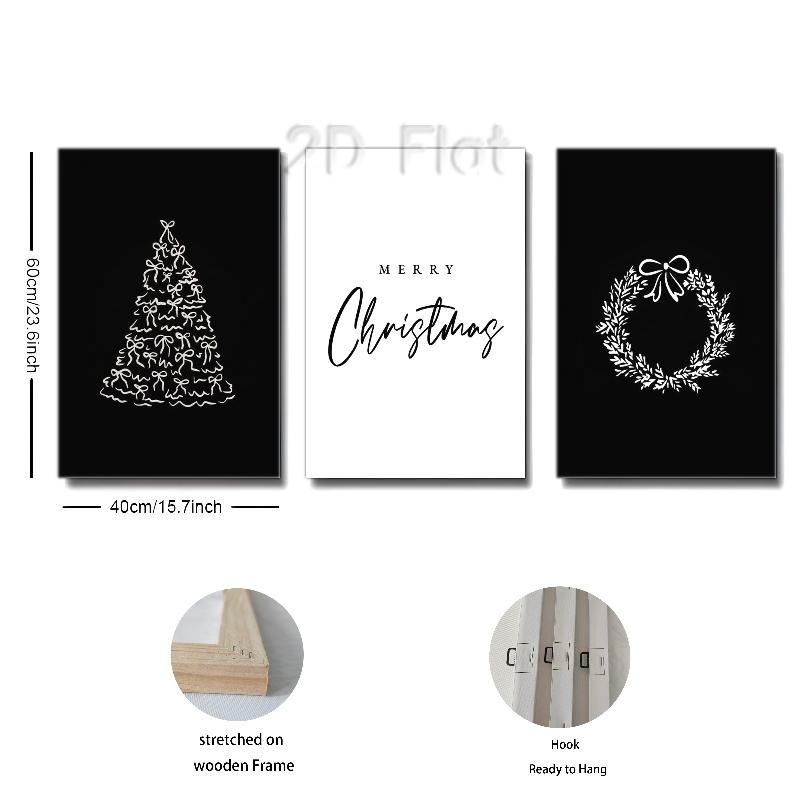 2D Flat
60cm/23.6inch
MERRY
Christmas
40cm/15.7inch
stretched on
wooden Frame
Hook
Ready to Hang